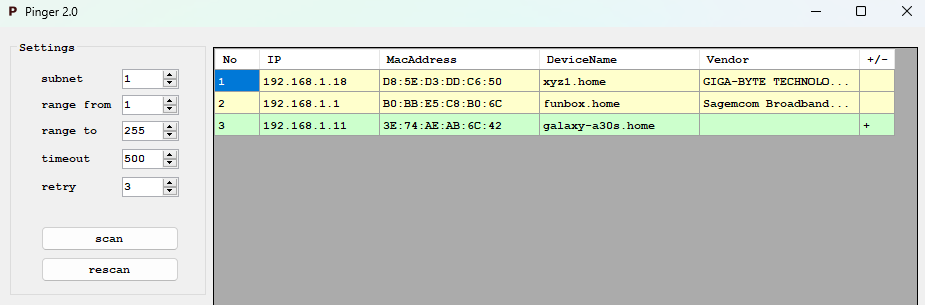 P Pinger 2.0
Settings
subnet 1
range from 1
range to 255
timeout 500
retry 3
scan
rescan
No IP MacAddress DeviceName Vendor +/-
1 192.168.1.18 D8:5E:D3:DD:C6:50 xyz1.home GIGA-BYTE TECHNOLO...
2 192.168.1.1 B0:BB:E5:C8:B0:6C funbox.home Sagemcom Broadband...
3 192.168.1.11 3E:74:AE:AB:6C:42 galaxy-a30s.home +